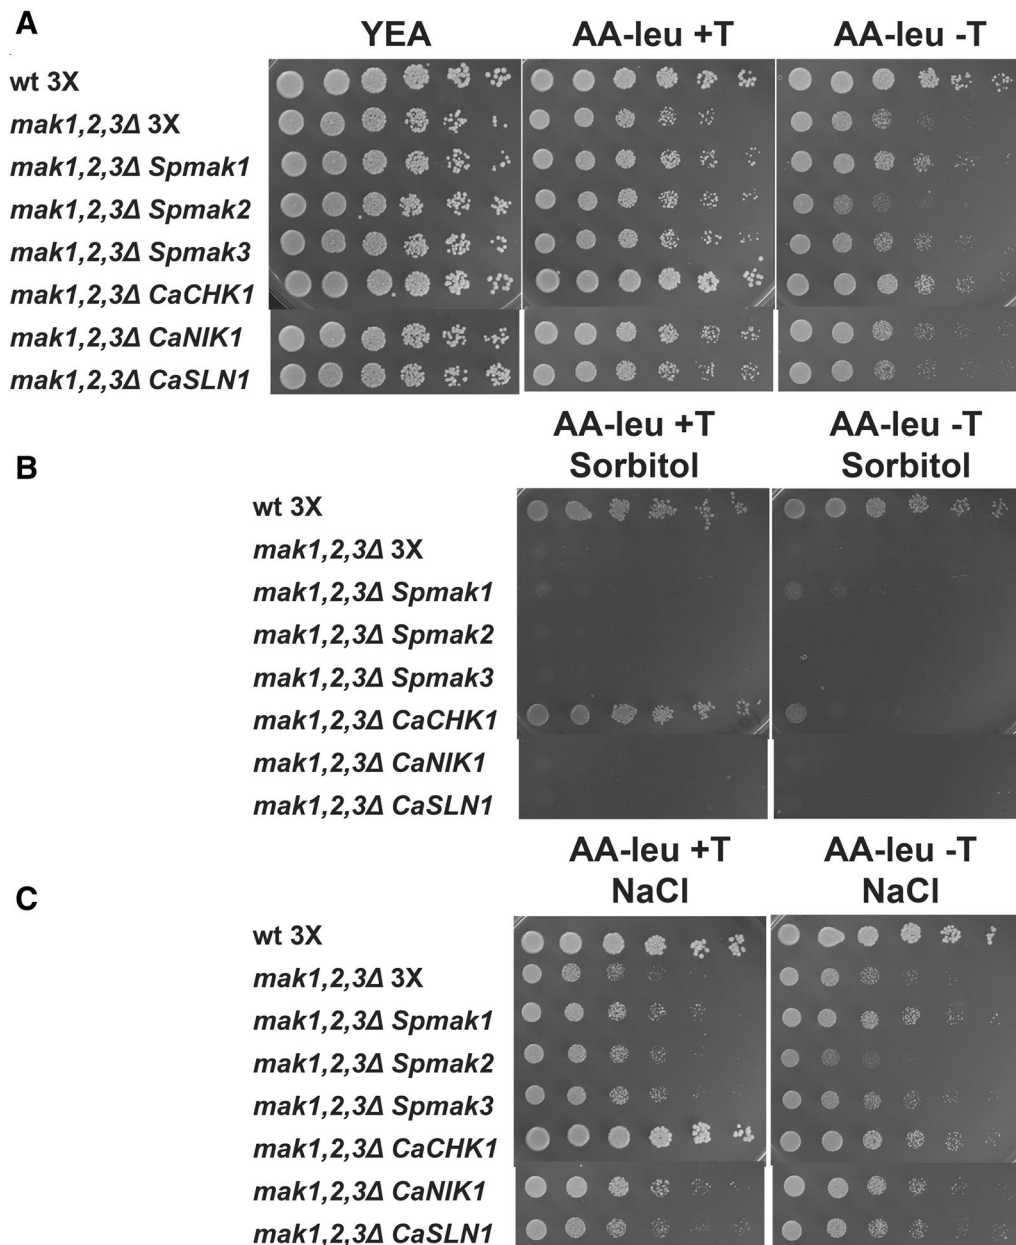 A
YEA
AA-leu +T
AA-leu -T
wt 3X
mak1,2,3Δ 3X
mak1,2,3Δ Spmak1
mak1,2,3Δ Spmak2
mak1,2,3Δ Spmak3
mak1,2,3Δ CaCHK1
mak1,2,3Δ CaNIK1
mak1,2,3Δ CaSLN1
B
AA-leu +T
Sorbitol
AA-leu -T
Sorbitol
wt 3X
mak1,2,3Δ 3X
mak1,2,3Δ Spmak1
mak1,2,3Δ Spmak2
mak1,2,3Δ Spmak3
mak1,2,3Δ CaCHK1
mak1,2,3Δ CaNIK1
mak1,2,3Δ CaSLN1
C
AA-leu +T
NaCl
AA-leu -T
NaCl
wt 3X
mak1,2,3Δ 3X
mak1,2,3Δ Spmak1
mak1,2,3Δ Spmak2
mak1,2,3Δ Spmak3
mak1,2,3Δ CaCHK1
mak1,2,3Δ CaNIK1
mak1,2,3Δ CaSLN1